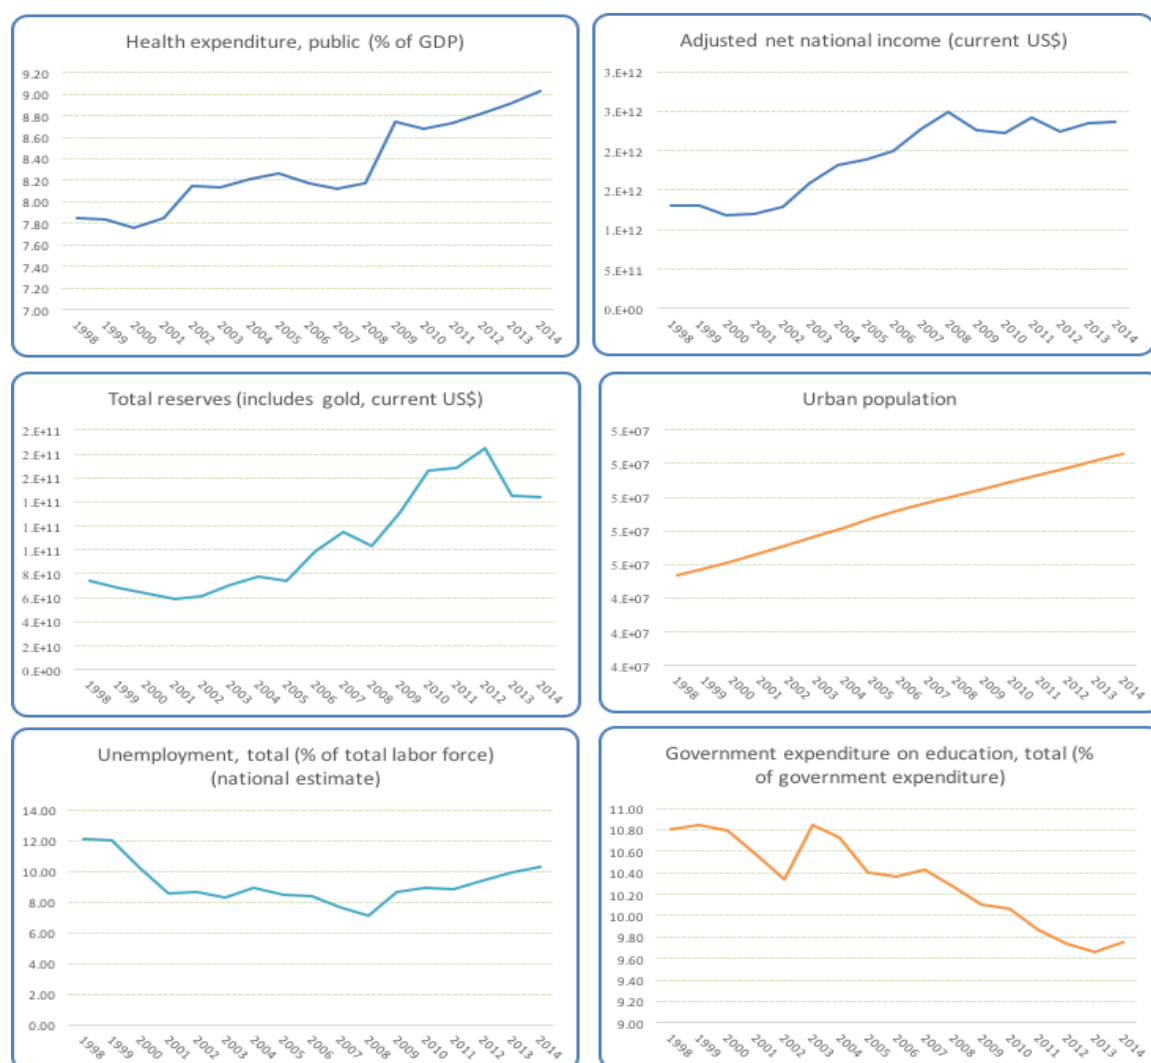 Health expenditure, public (% of GDP)
9.20
9.00
8.80
8.60
8.40
8.20
8.00
7.80
7.60
7.40
7.20
7.00
1998 1999 2000 2001 2002 2003 2004 2005 2006 2007 2008 2009 2010 2011 2012 2013 2014
Adjusted net national income (current US$)
3.E+12
3.E+12
2.E+12
2.E+12
1.E+12
5.E+11
0.E+00
1998 1999 2000 2001 2002 2003 2004 2005 2006 2007 2008 2009 2010 2011 2012 2013 2014
Total reserves (includes gold, current US$)
2.E+11
2.E+11
2.E+11
1.E+11
1.E+11
1.E+11
8.E+10
6.E+10
4.E+10
2.E+10
0.E+00
1998 1999 2000 2001 2002 2003 2004 2005 2006 2007 2008 2009 2010 2011 2012 2013 2014
Urban population
5.E+07
5.E+07
5.E+07
5.E+07
5.E+07
4.E+07
4.E+07
4.E+07
1998 1999 2000 2001 2002 2003 2004 2005 2006 2007 2008 2009 2010 2011 2012 2013 2014
Unemployment, total (% of total labor force)
(national estimate)
14.00
12.00
10.00
8.00
6.00
4.00
2.00
0.00
1998 1999 2000 2001 2002 2003 2004 2005 2006 2007 2008 2009 2010 2011 2012 2013 2014
Government expenditure on education, total (%
of government expenditure)
11.00
10.80
10.60
10.40
10.20
10.00
9.80
9.60
9.40
9.20
9.00
1998 1999 2000 2001 2002 2003 2004 2005 2006 2007 2008 2009 2010 2011 2012 2013 2014